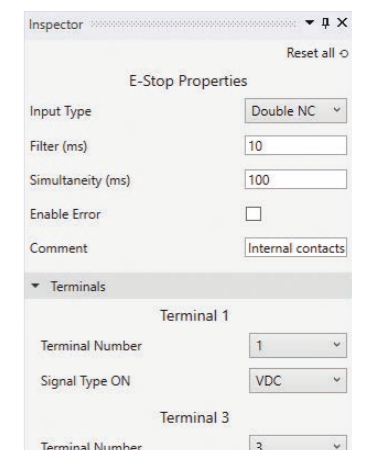 Inspector
Reset all
E-Stop Properties
Input Type Double NC
Filter (ms) 10
Simultaneity (ms) 100
Enable Error
Comment Internal contacts
Terminals
Terminal 1
Terminal Number 1
Signal Type ON VDC
Terminal 3
Terminal Number 3